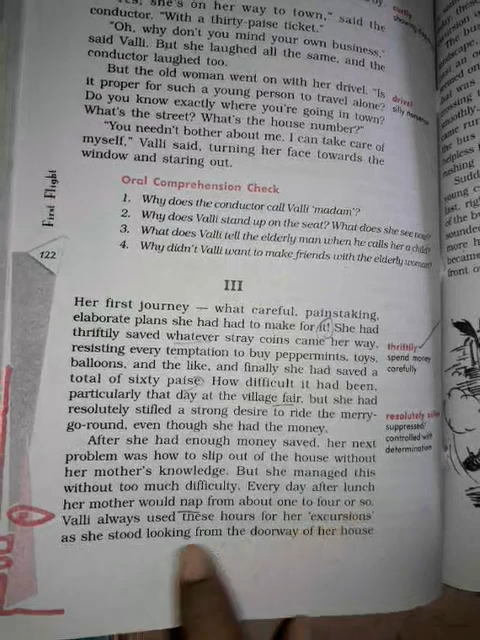 she's on her way to town," said the
conductor. "With a thirty-paise ticket."
"Oh, why don't you mind your own business,"
said Valli. But she laughed all the same, and the
conductor laughed too.
But the old woman went on with her drivel. "Is
it proper for such a young person to travel alone?
Do you know exactly where you're going in town?
What's the street? What's the house number?"
"You needn't bother about me. I can take care of
myself," Valli said, turning her face towards the
window and staring out.
curtly
drivel
silly nonsense
First Flight
122
Oral Comprehension Check
1. Why does the conductor call Valli 'madam'?
2. Why does Valli stand up on the seat? What does she see now?
3. What does Valli tell the elderly man when he calls her a child?
4. Why didn't Valli want to make friends with the elderly woman?
III
Her first journey — what careful, painstaking,
elaborate plans she had had to make for it! She had
thriftily saved whatever stray coins came her way,
resisting every temptation to buy peppermints, toys,
balloons, and the like, and finally she had saved a
total of sixty paise. How difficult it had been,
particularly that day at the village fair, but she had
resolutely stifled a strong desire to ride the merry-
go-round, even though she had the money.
After she had enough money saved, her next
problem was how to slip out of the house without
her mother's knowledge. But she managed this
without too much difficulty. Every day after lunch
her mother would nap from about one to four or so.
Valli always used these hours for her 'excursions'
as she stood looking from the doorway of her house
thriftily
spend money
carefully
resolutely
suppressed/
controlled with
determination